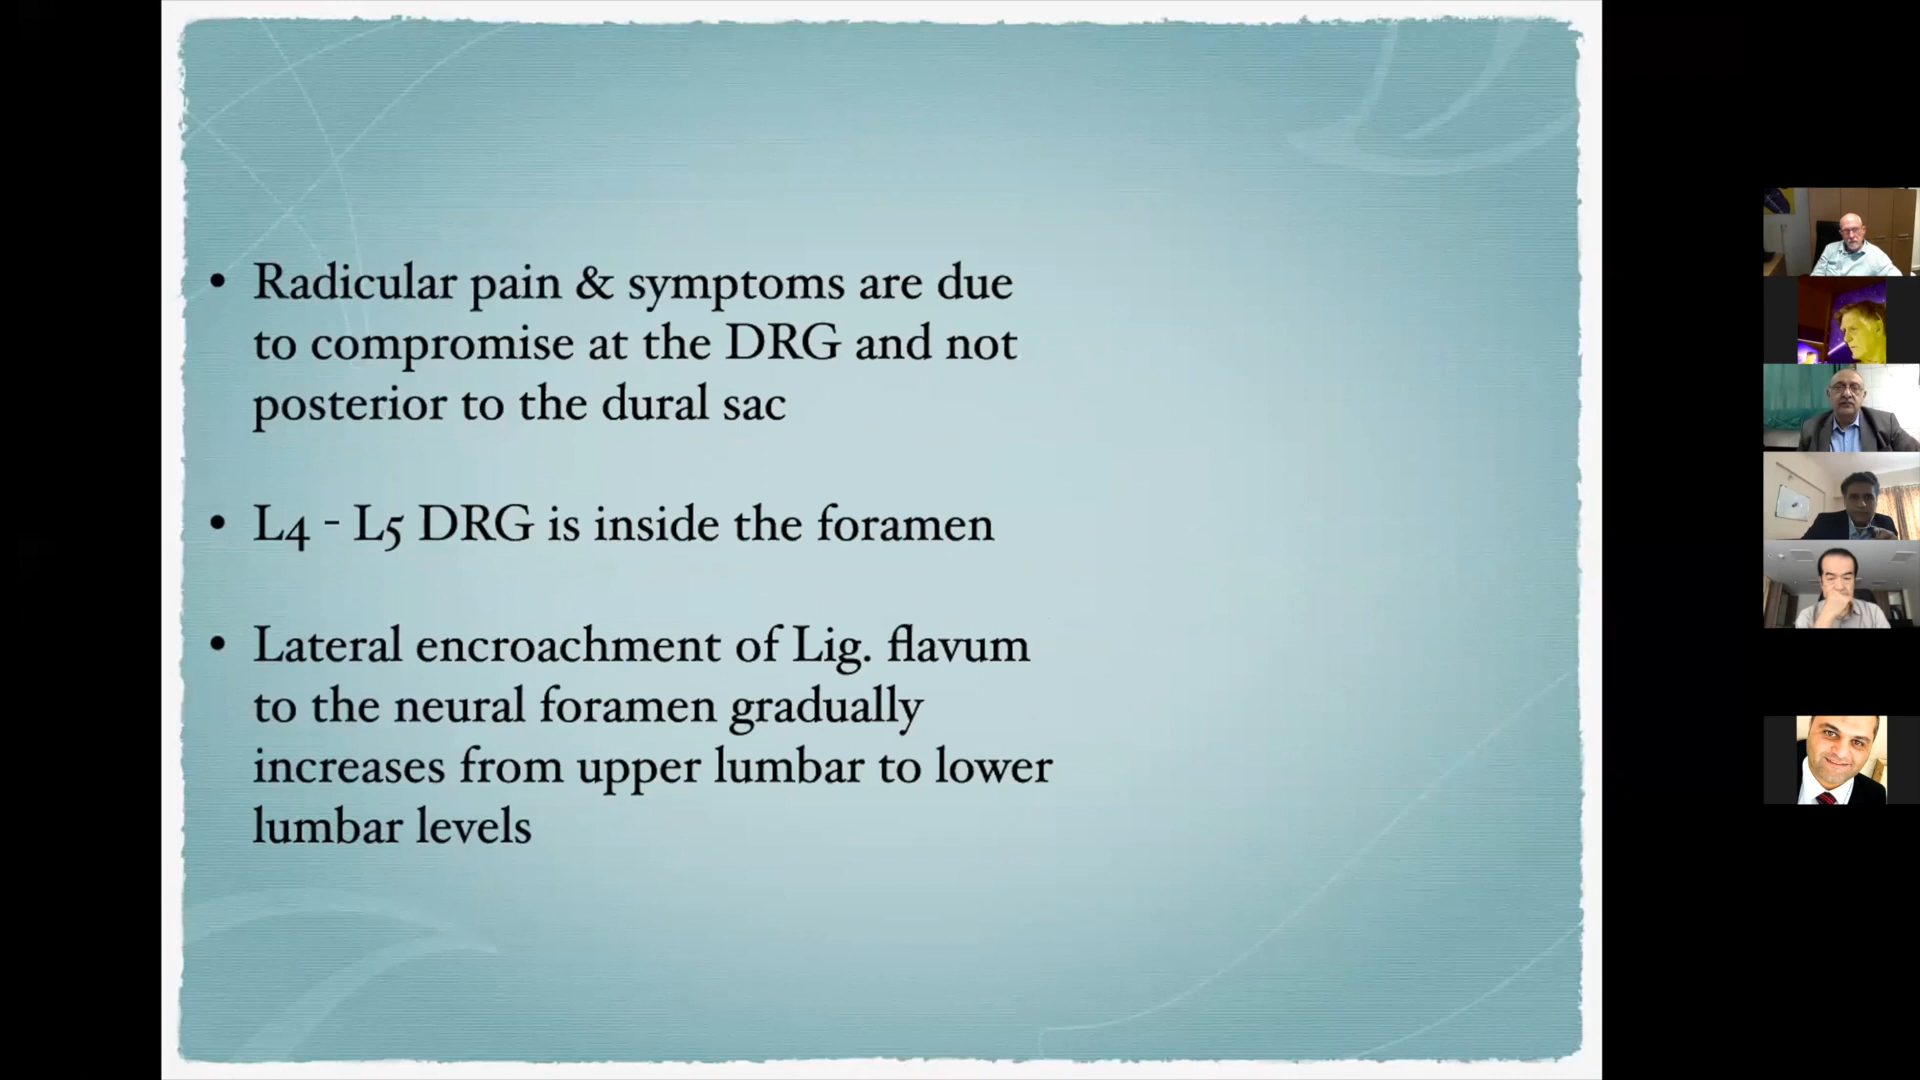 • Radicular pain & symptoms are due
to compromise at the DRG and not
posterior to the dural sac
• L4 - L5 DRG is inside the foramen
• Lateral encroachment of Lig. flavum
to the neural foramen gradually
increases from upper lumbar to lower
lumbar levels